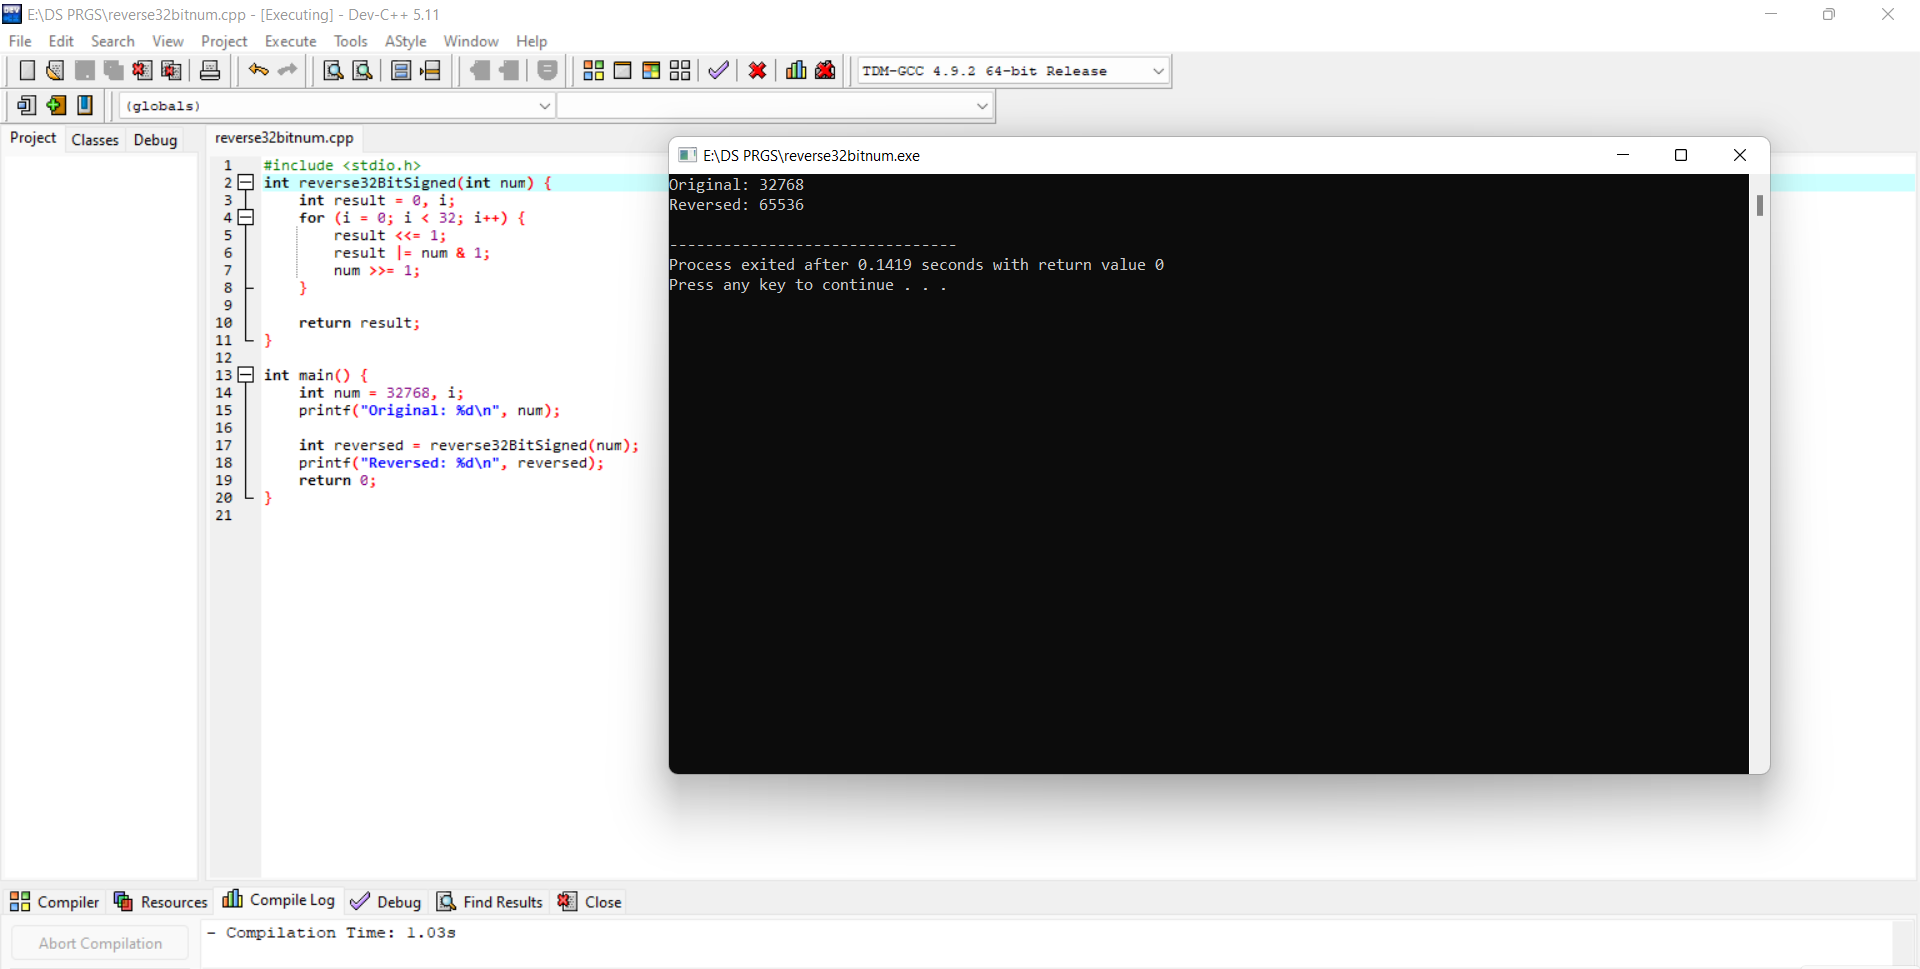 E:\DS PRGS\reverse32bitnum.cpp - [Executing] - Dev-C++ 5.11
File Edit Search View Project Execute Tools AStyle Window Help
TDM-GCC 4.9.2 64-bit Release
(globals)
Project Classes Debug
reverse32bitnum.cpp
1 #include <stdio.h>
2 int reverse32BitSigned(int num) {
3 int result = 0, i;
4 for (i = 0; i < 32; i++) {
5 result <<= 1;
6 result |= num & 1;
7 num >>= 1;
8 }
9
10 return result;
11 }
12
13 int main() {
14 int num = 32768, i;
15 printf("Original: %d\n", num);
16
17 int reversed = reverse32BitSigned(num);
18 printf("Reversed: %d\n", reversed);
19 return 0;
20 }
21
E:\DS PRGS\reverse32bitnum.exe
Original: 32768
Reversed: 65536
--------------------------------
Process exited after 0.1419 seconds with return value 0
Press any key to continue . . .
Compiler Resources Compile Log Debug Find Results Close
Abort Compilation
- Compilation Time: 1.03s